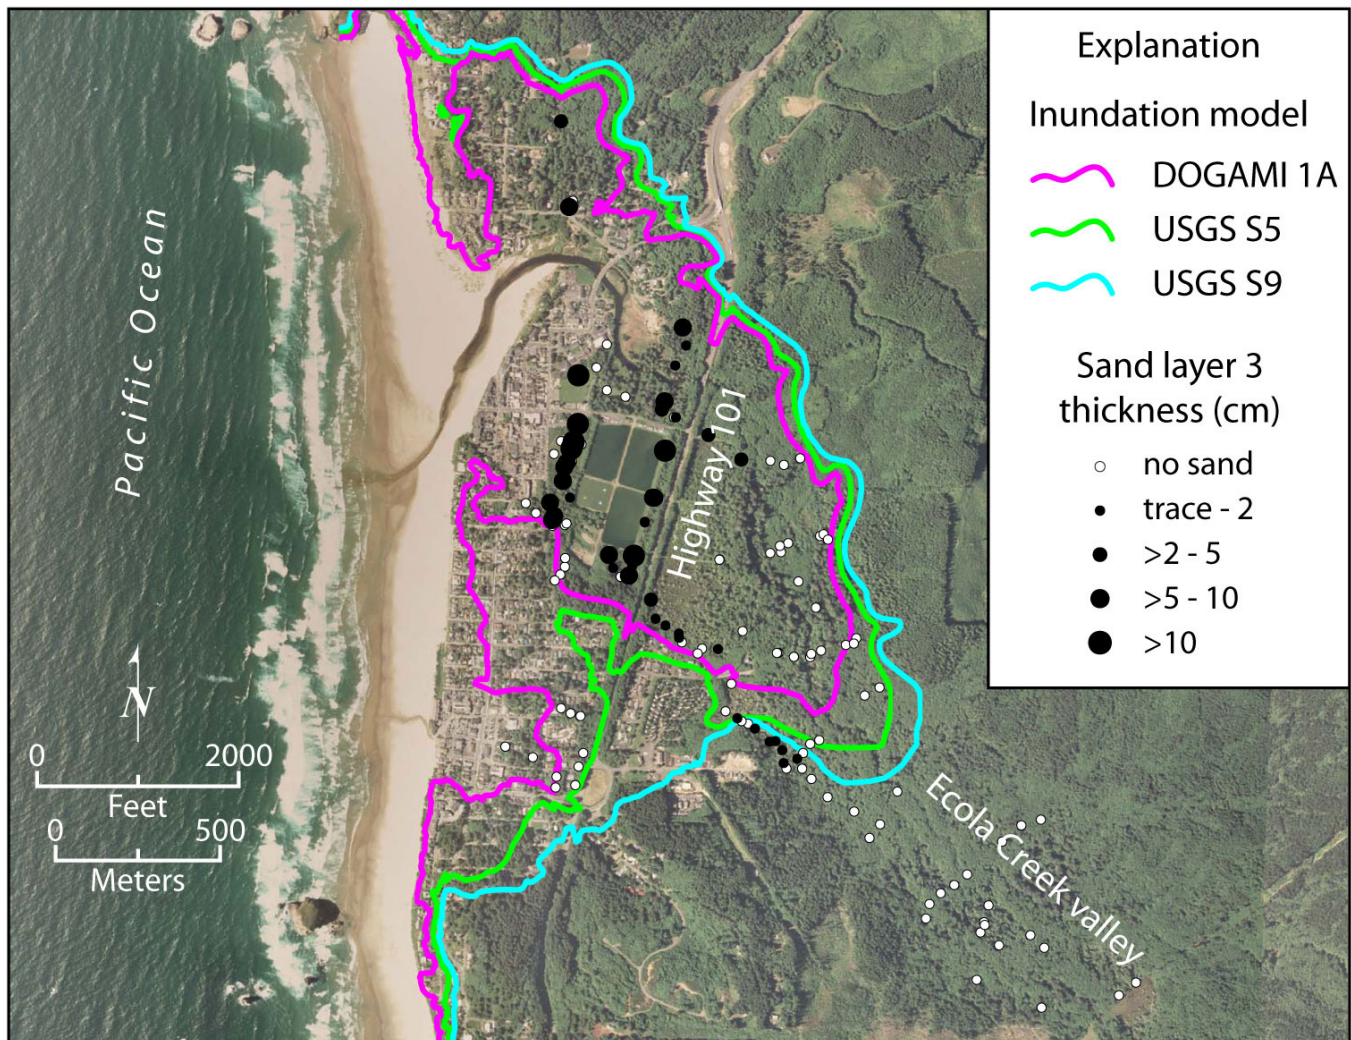 Explanation
Inundation model
DOGAMI 1A
USGS S5
USGS S9
Sand layer 3
thickness (cm)
no sand
trace - 2
>2 - 5
>5 - 10
>10
Pacific Ocean
Highway 101
Ecola Creek valley
N
0 2000
Feet
0 500
Meters